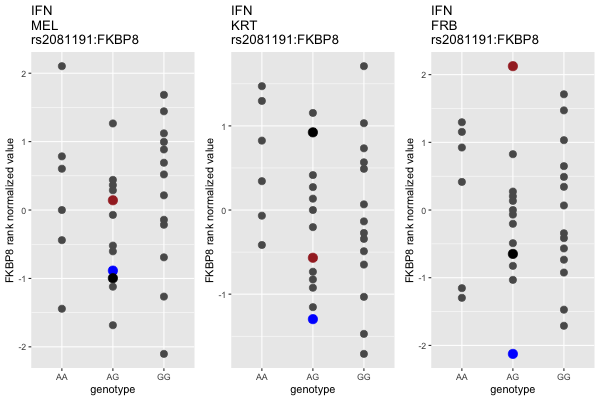 IFN
MEL
rs2081191:FKBP8
FKBP8 rank normalized value
2
1
0
-1
-2
AA AG GG
genotype
IFN
KRT
rs2081191:FKBP8
FKBP8 rank normalized value
1
-1
AA AG GG
genotype
IFN
FRB
rs2081191:FKBP8
FKBP8 rank normalized value
2
1
0
-1
-2
AA AG GG
genotype